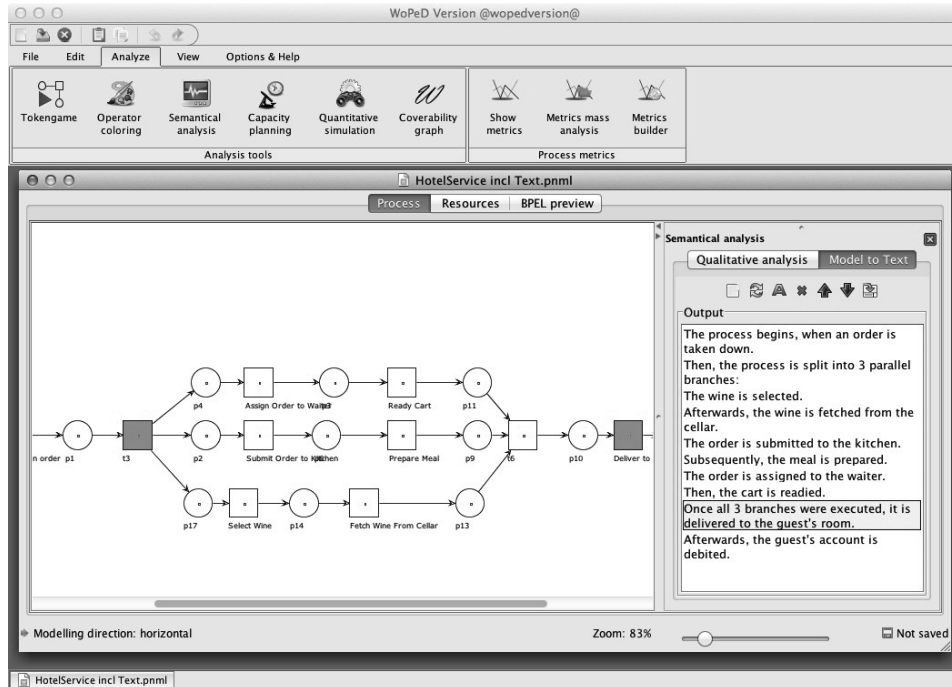 WoPeD Version @wopedversion@
File Edit Analyze View Options & Help
Tokengame
Operator
coloring
Semantical
analysis
Capacity
planning
Quantitative
simulation
Coverability
graph
Show
metrics
Metrics mass
analysis
Metrics
builder
Analysis tools
Process metrics
HotelService incl Text.pnml
Process Resources BPEL preview
Semantical analysis
Qualitative analysis Model to Text
Output
The process begins, when an order is
taken down.
Then, the process is split into 3 parallel
branches:
The wine is selected.
Afterwards, the wine is fetched from the
cellar.
The order is submitted to the kitchen.
Subsequently, the meal is prepared.
The order is assigned to the waiter.
Then, the cart is readied.
Once all 3 branches were executed, it is
delivered to the guest's room.
Afterwards, the guest's account is
debited.
p4 Assign Order to Waiter Ready Cart p11
n order p1 t3 p2 Submit Order to Kitchen Prepare Meal p9 t6 p10 Deliver to
p17 Select Wine p14 Fetch Wine From Cellar p13
Modelling direction: horizontal
Zoom: 83%
Not saved
HotelService incl Text.pnml